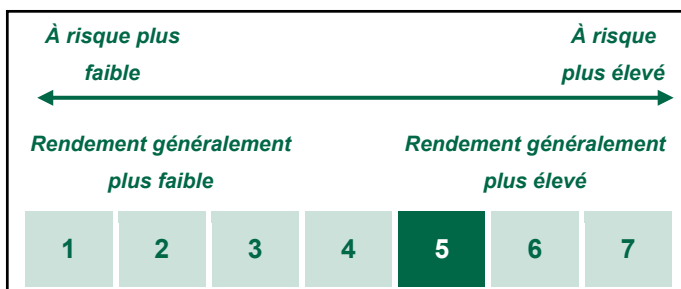 À risque plus
faible
À risque
plus élevé
Rendement généralement
plus faible
Rendement généralement
plus élevé
1 2 3 4 5 6 7